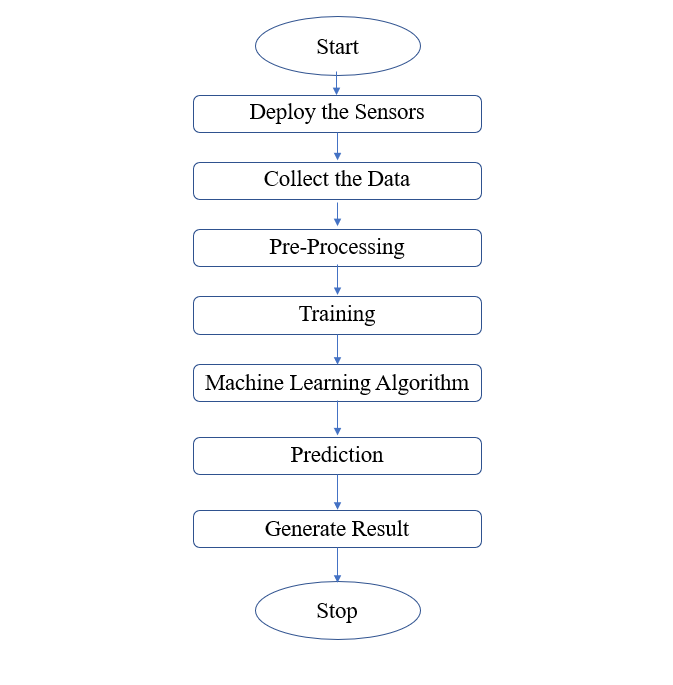 Start
Deploy the Sensors
Collect the Data
Pre-Processing
Training
Machine Learning Algorithm
Prediction
Generate Result
Stop